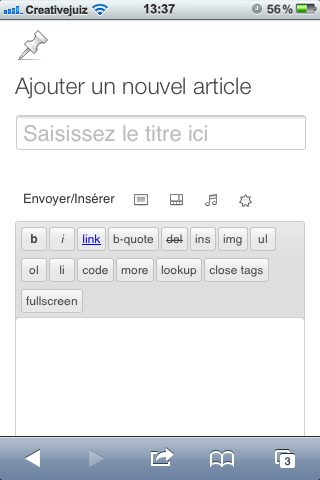 Creativejuiz 13:37 56%
Ajouter un nouvel article
Saisissez le titre ici
Envoyer/Insérer
b i link b-quote del ins img ul
ol li code more lookup close tags
fullscreen
3